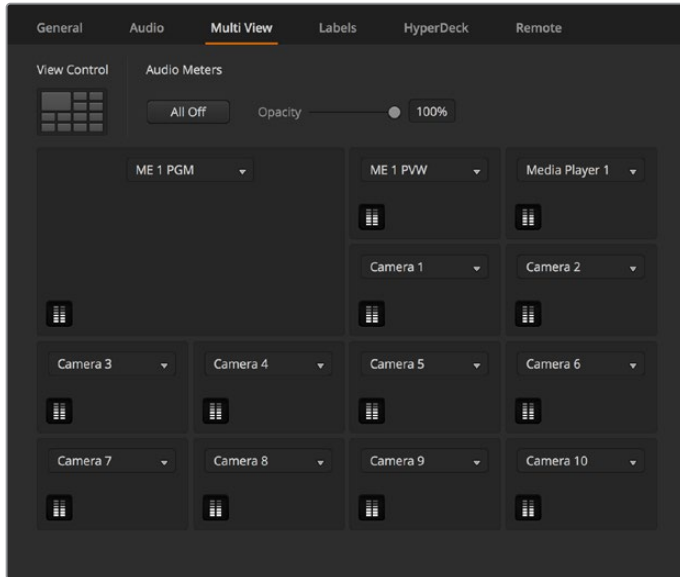 General Audio Multi View Labels HyperDeck Remote
View Control Audio Meters
All Off Opacity 100%
ME 1 PGM ME 1 PVW Media Player 1
Camera 1 Camera 2
Camera 3 Camera 4 Camera 5 Camera 6
Camera 7 Camera 8 Camera 9 Camera 10